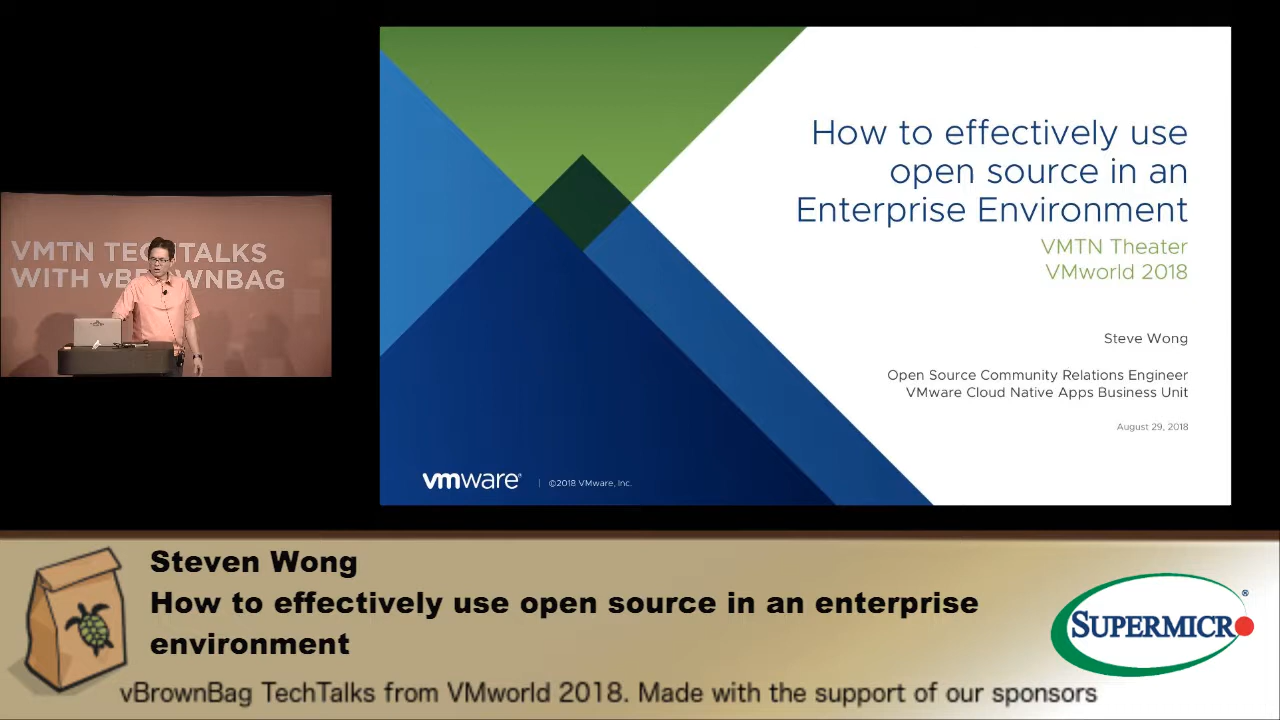 How to effectively use
open source in an
Enterprise Environment
VMTN Theater
VMworld 2018
Steve Wong
Open Source Community Relations Engineer
VMware Cloud Native Apps Business Unit
August 29, 2018
vmware® | ©2018 VMware, Inc.
VMTN TECHTALKS
WITH vBROWNBAG
Steven Wong
How to effectively use open source in an enterprise
environment
SUPERMICRO®
vBrownBag TechTalks from VMworld 2018. Made with the support of our sponsors